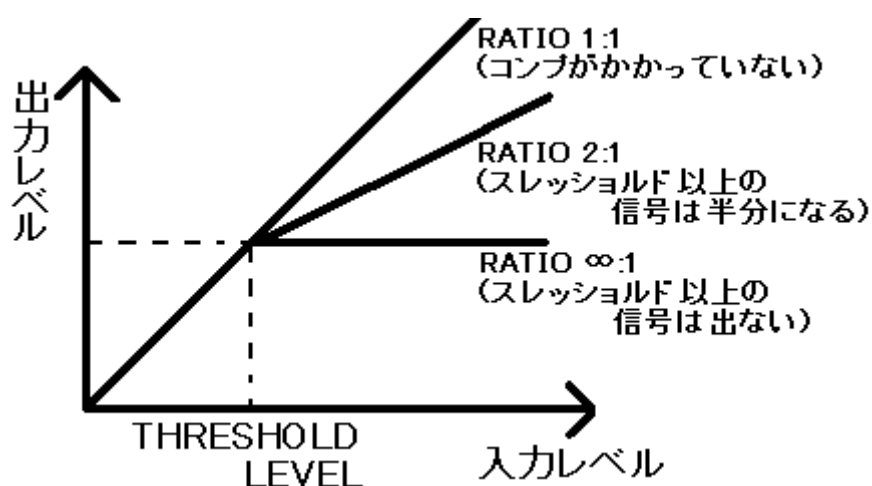 RATIO 1:1
(コンプがかかっていない)
出力レベル
RATIO 2:1
(スレッショルド以上の
信号は半分になる)
RATIO ∞:1
(スレッショルド以上の
信号は出ない)
THRESHOLD
LEVEL
入力レベル